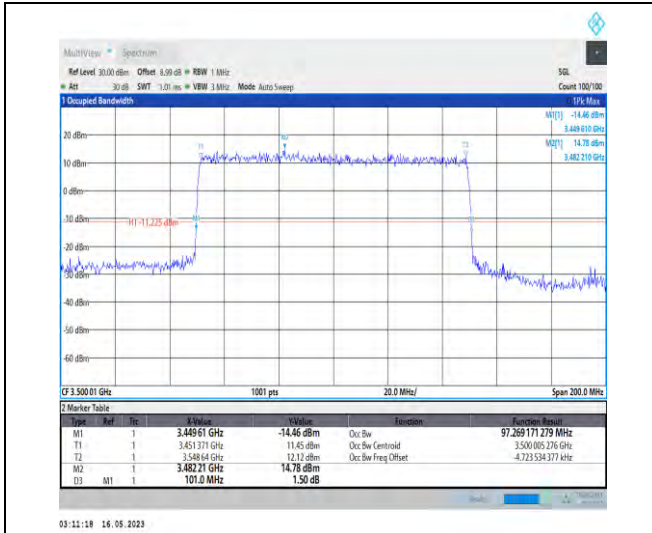 MultiView Spectrum
Ref Level 30.00 dBm Offset 8.99 dB RBW 1 MHz SGL
Att 30 dB SWT 1.01 ms VBW 3 MHz Mode Auto Sweep Count 100/100
1 Occupied Bandwidth 1Pk Max
M1[1] -14.46 dBm
3.449 610 GHz
M2[1] 14.78 dBm
3.482 210 GHz
20 dBm
T1 M2 T2
10 dBm
0 dBm
-10 dBm
H1 -11.225 dBm
-20 dBm
-30 dBm
-40 dBm
-50 dBm
-60 dBm
CF 3.500 01 GHz 1001 pts 20.0 MHz/ Span 200.0 MHz
2 Marker Table
Type Ref Trc X-Value Y-Value Function Function Result
M1 1 3.449 61 GHz -14.46 dBm Occ Bw 97.269 171 279 MHz
T1 1 3.451 371 GHz 11.45 dBm Occ Bw Centroid 3.500 005 276 GHz
T2 1 3.548 64 GHz 12.12 dBm Occ Bw Freq Offset -4.723 534 377 kHz
M2 1 3.482 21 GHz 14.78 dBm
D3 M1 1 101.0 MHz 1.50 dB
03:11:18 16.05.2023